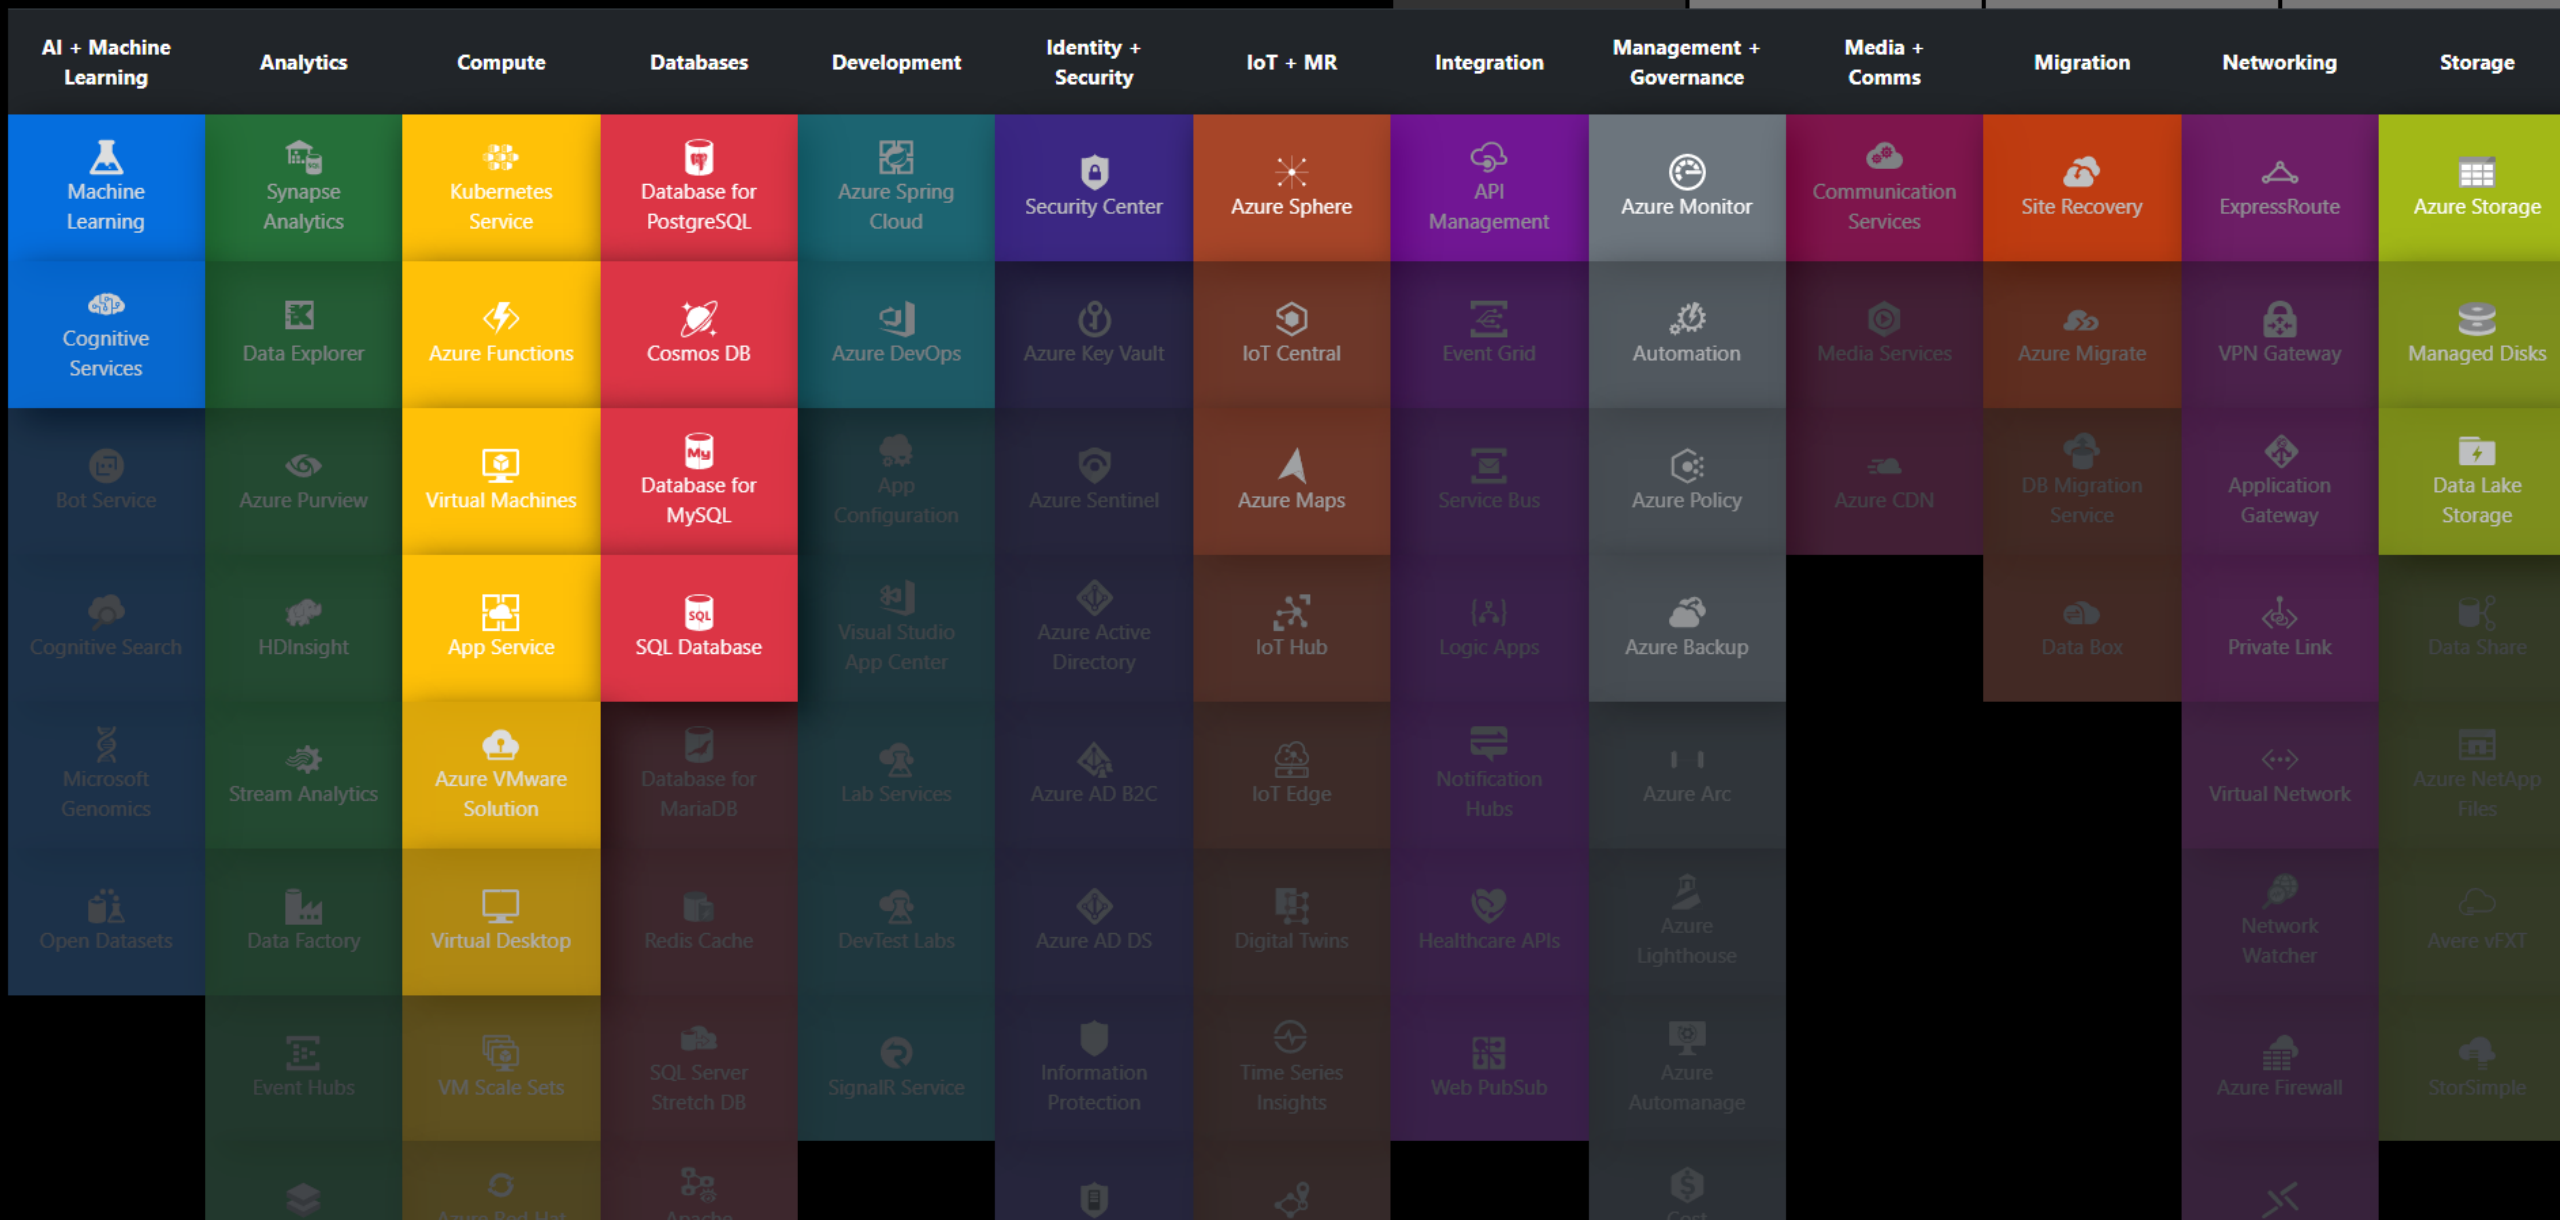 AI + Machine
Learning
Analytics
Compute
Databases
Development
Identity +
Security
IoT + MR
Integration
Management +
Governance
Media +
Comms
Migration
Networking
Storage
Machine
Learning
Synapse
Analytics
SQL
Kubernetes
Service
Database for
PostgreSQL
Azure Spring
Cloud
Security Center
Azure Sphere
API
Management
Azure Monitor
Communication
Services
Site Recovery
ExpressRoute
Azure Storage
Cognitive
Services
Data Explorer
Azure Functions
Cosmos DB
Azure DevOps
Azure Key Vault
IoT Central
Event Grid
Automation
Media Services
Azure Migrate
VPN Gateway
Managed Disks
Bot Service
Azure Purview
Virtual Machines
My
Database for
MySQL
App
Configuration
Azure Sentinel
Azure Maps
Service Bus
Azure Policy
Azure CDN
DB Migration
Service
Application
Gateway
Data Lake
Storage
Cognitive Search
HDInsight
App Service
SQL
SQL Database
Visual Studio
App Center
Azure Active
Directory
IoT Hub
Logic Apps
Azure Backup
Data Box
Private Link
Data Share
Microsoft
Genomics
Stream Analytics
Azure VMware
Solution
Database for
MariaDB
Lab Services
Azure AD B2C
IoT Edge
Notification
Hubs
Azure Arc
Virtual Network
Azure NetApp
Files
Open Datasets
Data Factory
Virtual Desktop
Redis Cache
DevTest Labs
Azure AD DS
Digital Twins
Healthcare APIs
Azure
Lighthouse
Network
Watcher
Avere vFXT
Event Hubs
VM Scale Sets
SQL Server
Stretch DB
SignalR Service
Information
Protection
Time Series
Insights
Web PubSub
Azure
Automanage
Azure Firewall
StorSimple
Azure Red Hat
Apache
Cost